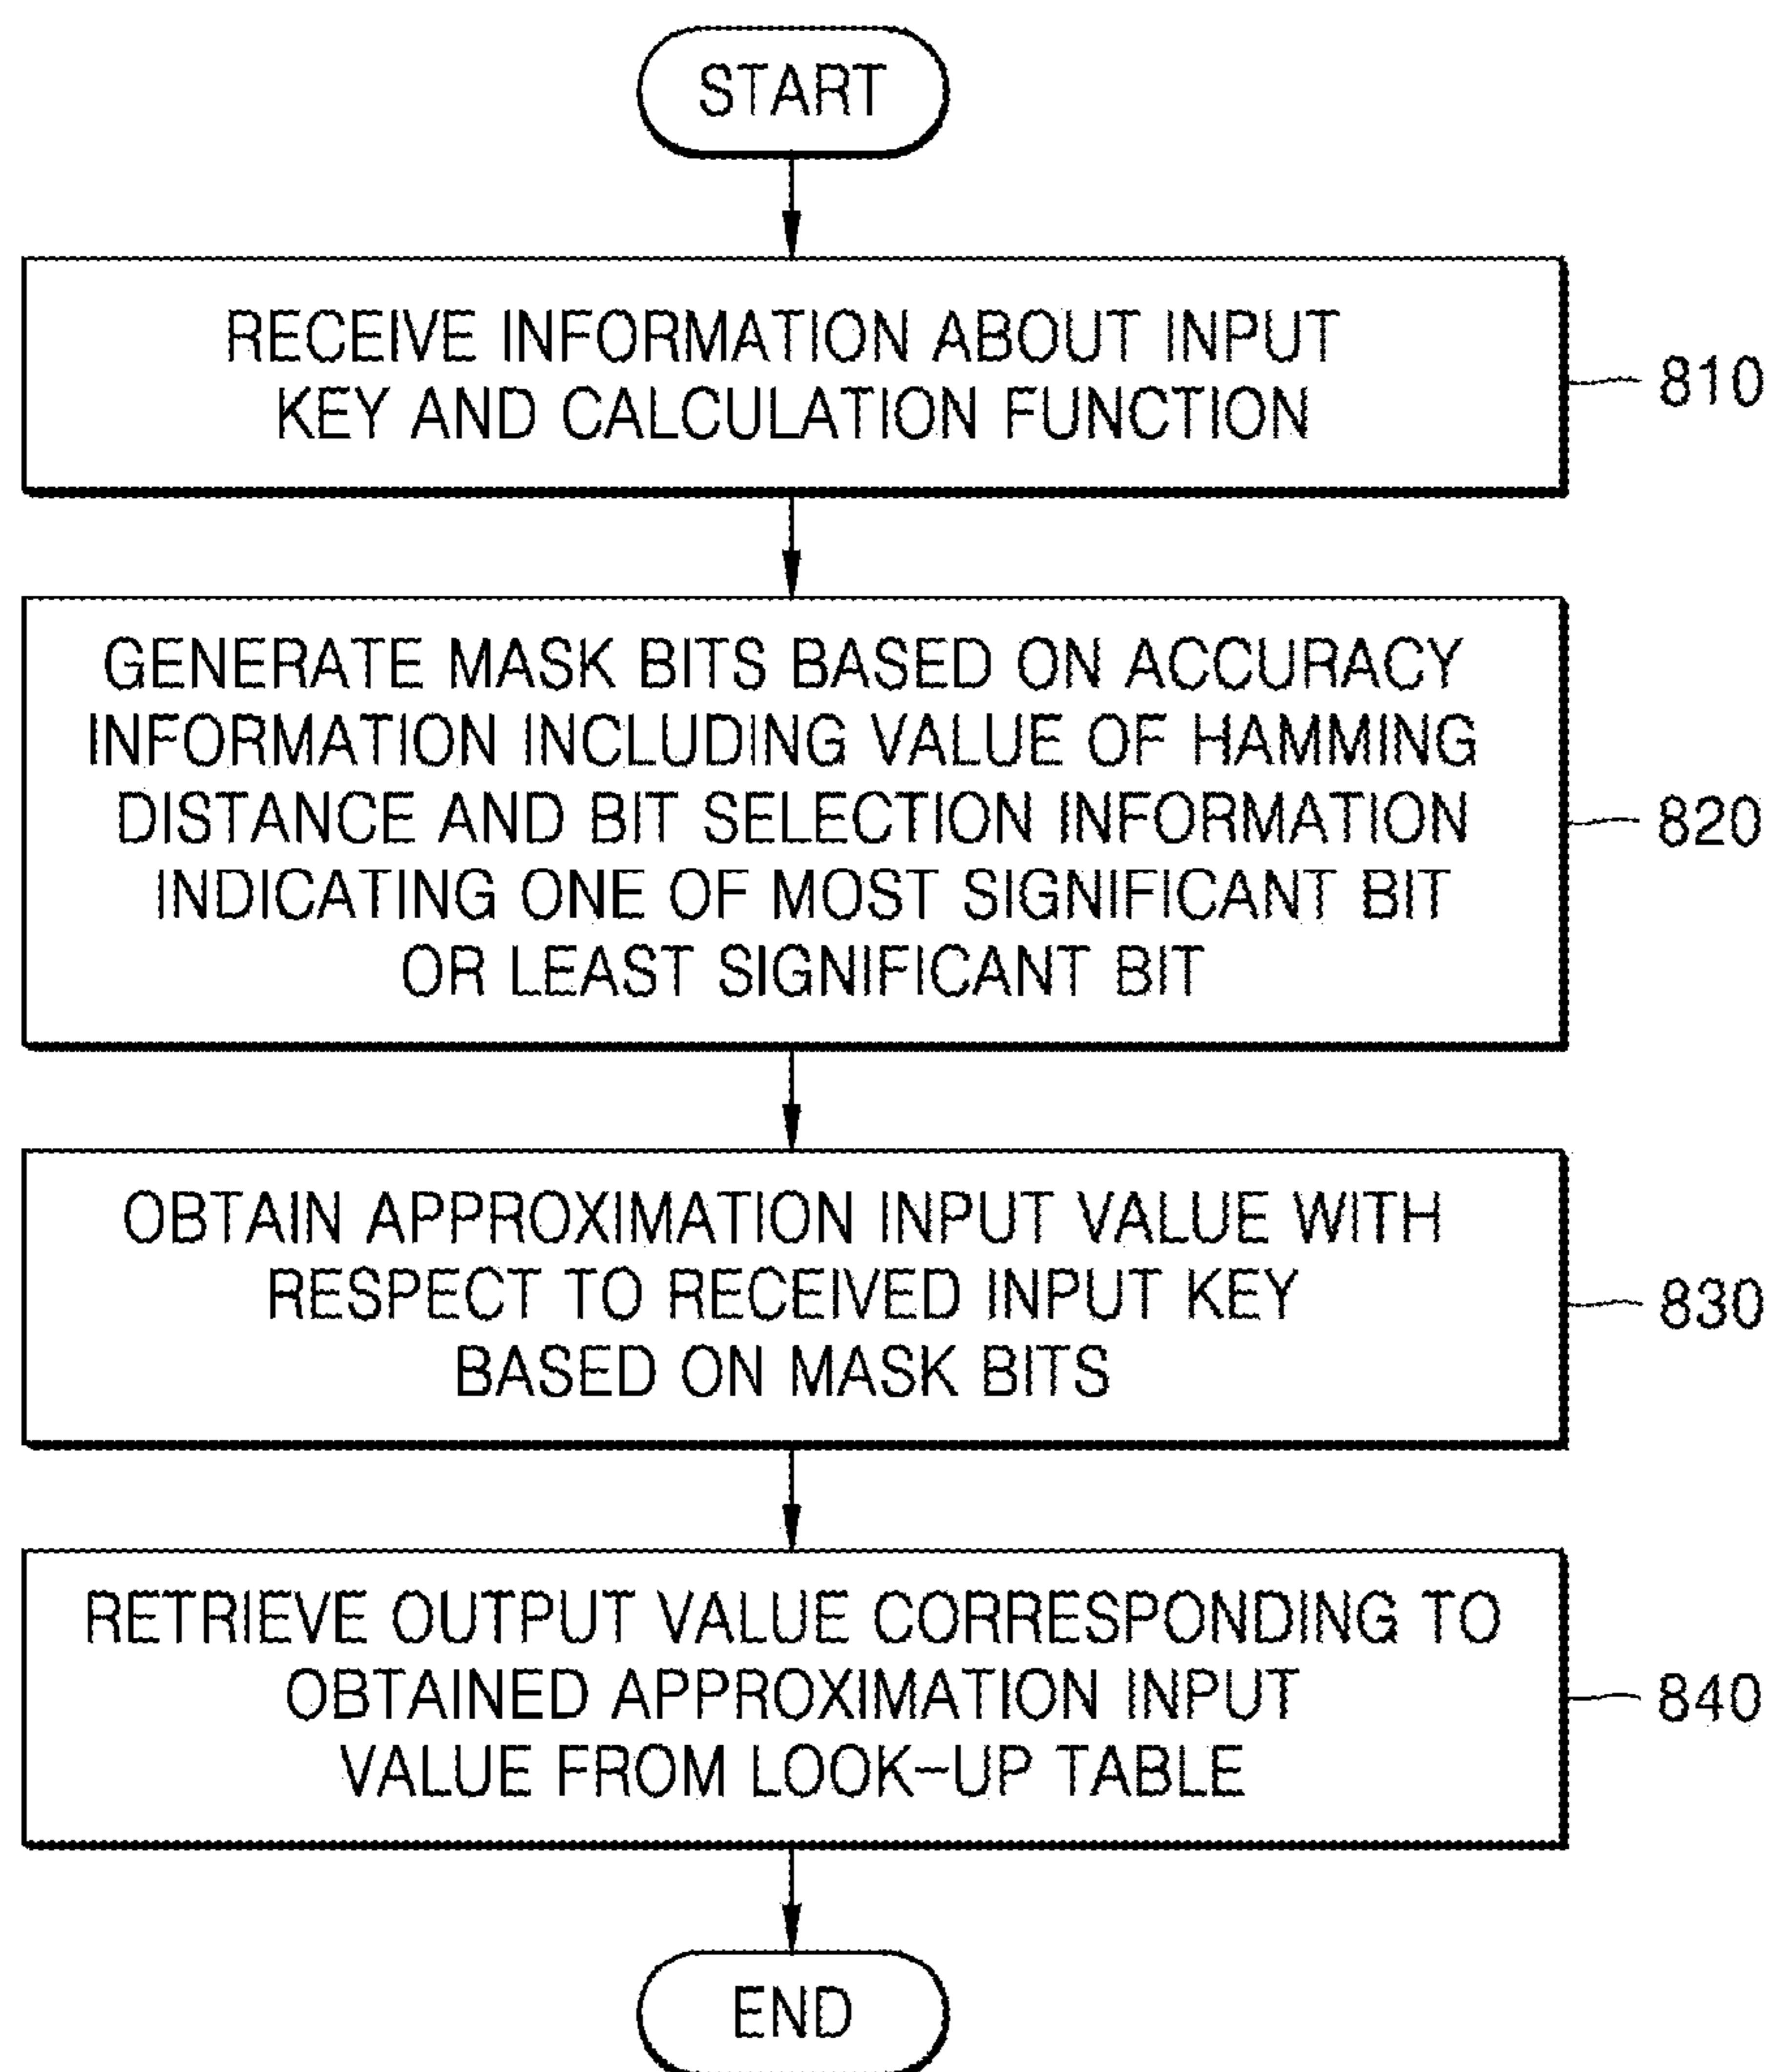 START
RECEIVE INFORMATION ABOUT INPUT
KEY AND CALCULATION FUNCTION
810
GENERATE MASK BITS BASED ON ACCURACY
INFORMATION INCLUDING VALUE OF HAMMING
DISTANCE AND BIT SELECTION INFORMATION
INDICATING ONE OF MOST SIGNIFICANT BIT
OR LEAST SIGNIFICANT BIT
820
OBTAIN APPROXIMATION INPUT VALUE WITH
RESPECT TO RECEIVED INPUT KEY
BASED ON MASK BITS
830
RETRIEVE OUTPUT VALUE CORRESPONDING TO
OBTAINED APPROXIMATION INPUT
VALUE FROM LOOK-UP TABLE
840
END